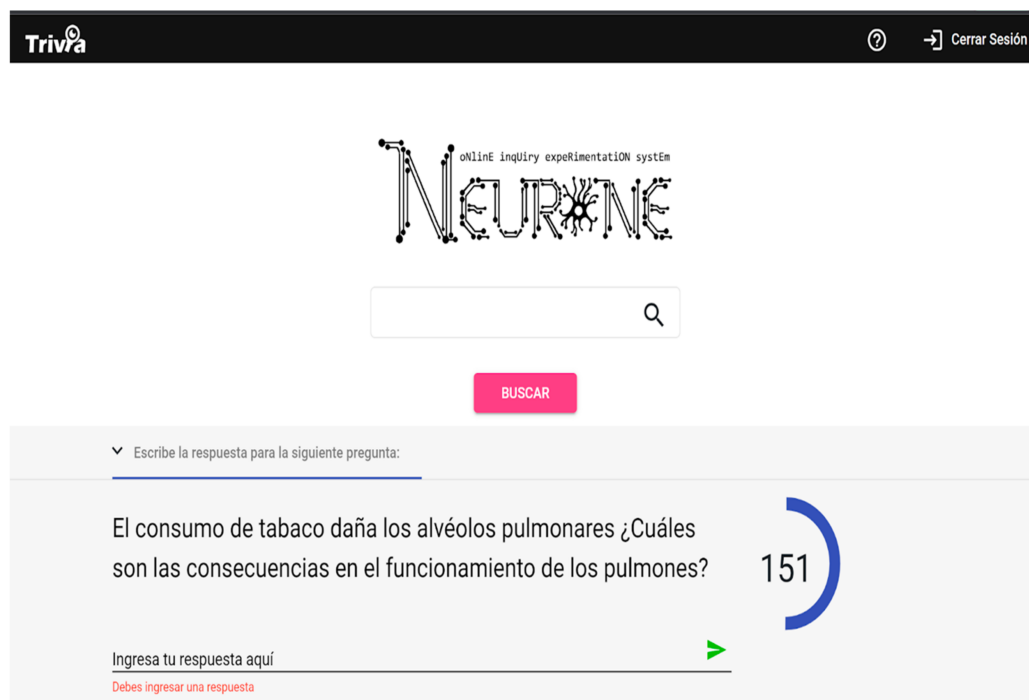 Trivia
Cerrar Sesión
oNlinE inqUiry expeRimentatiON systEm
NEURONE
BUSCAR
Escribe la respuesta para la siguiente pregunta:
El consumo de tabaco daña los alvéolos pulmonares ¿Cuáles
son las consecuencias en el funcionamiento de los pulmones?
151
Ingresa tu respuesta aquí
Debes ingresar una respuesta